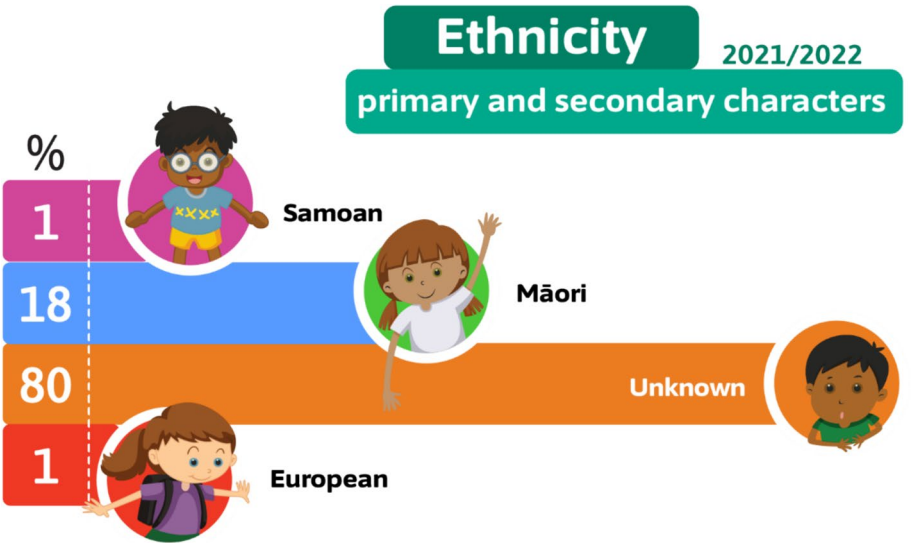 Ethnicity
2021/2022
primary and secondary characters
%
1
Samoan
18
Māori
80
Unknown
1
European